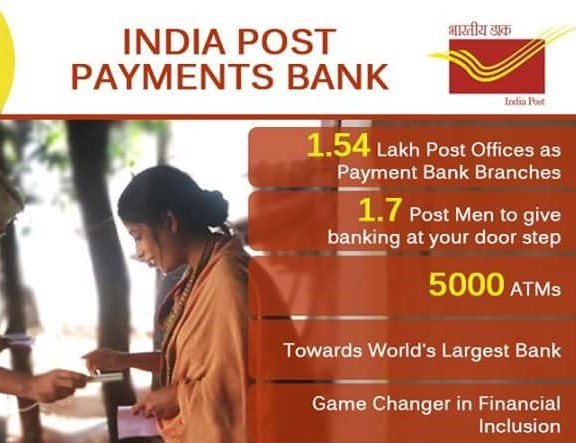 INDIA POST
PAYMENTS BANK
भारतीय डाक
India Post
1.54 Lakh Post Offices as
Payment Bank Branches
1.7 Post Men to give
banking at your door step
5000 ATMs
Towards World's Largest Bank
Game Changer in Financial
Inclusion